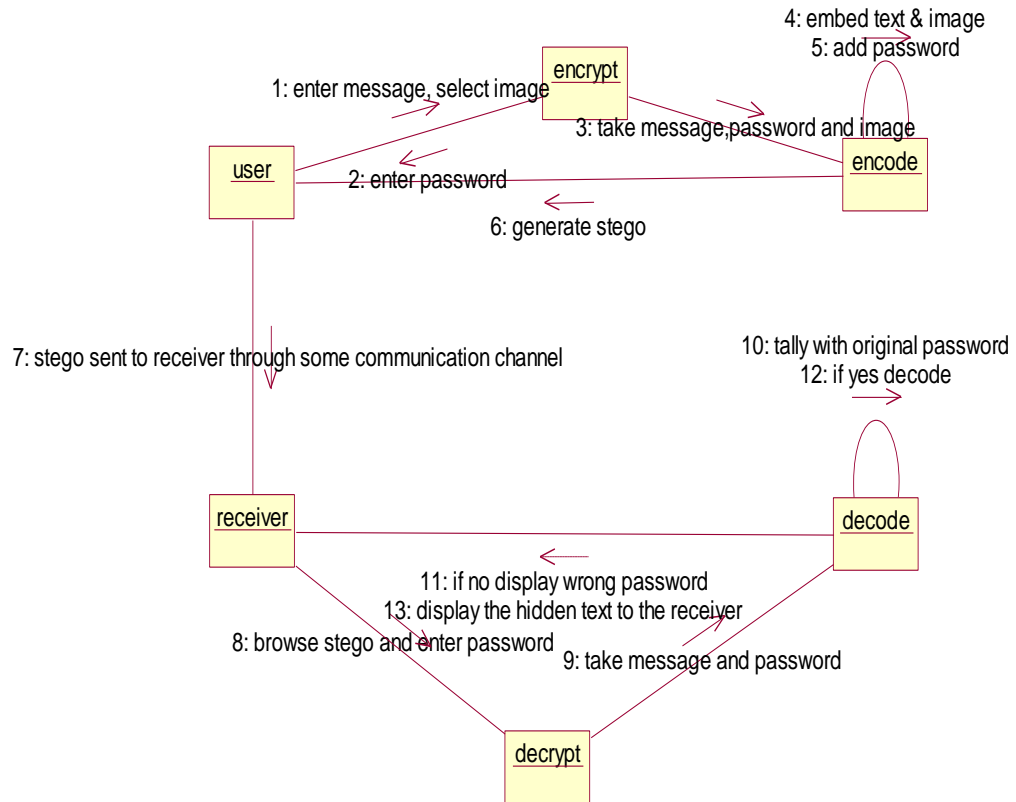 4: embed text & image
5: add password
encrypt
1: enter message, select image
3: take message,password and image
user
encode
2: enter password
6: generate stego
7: stego sent to receiver through some communication channel
10: tally with original password
12: if yes decode
receiver
decode
11: if no display wrong password
13: display the hidden text to the receiver
8: browse stego and enter password
9: take message and password
decrypt